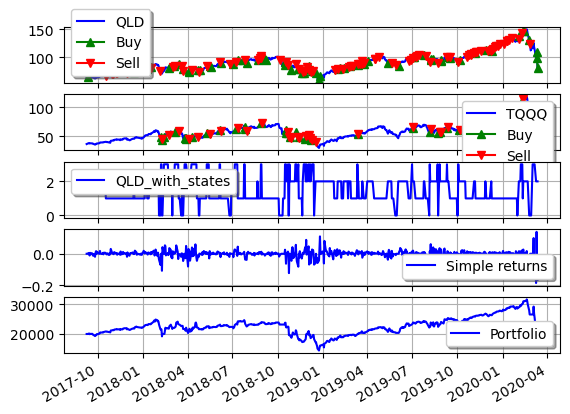 150
100
QLD
Buy
Sell
100
50
TQQQ
Buy
Sell
2
0
QLD_with_states
0.0
−0.2
Simple returns
30000
20000
Portfolio
2017-10
2018-01
2018-04
2018-07
2018-10
2019-01
2019-04
2019-07
2019-10
2020-01
2020-04